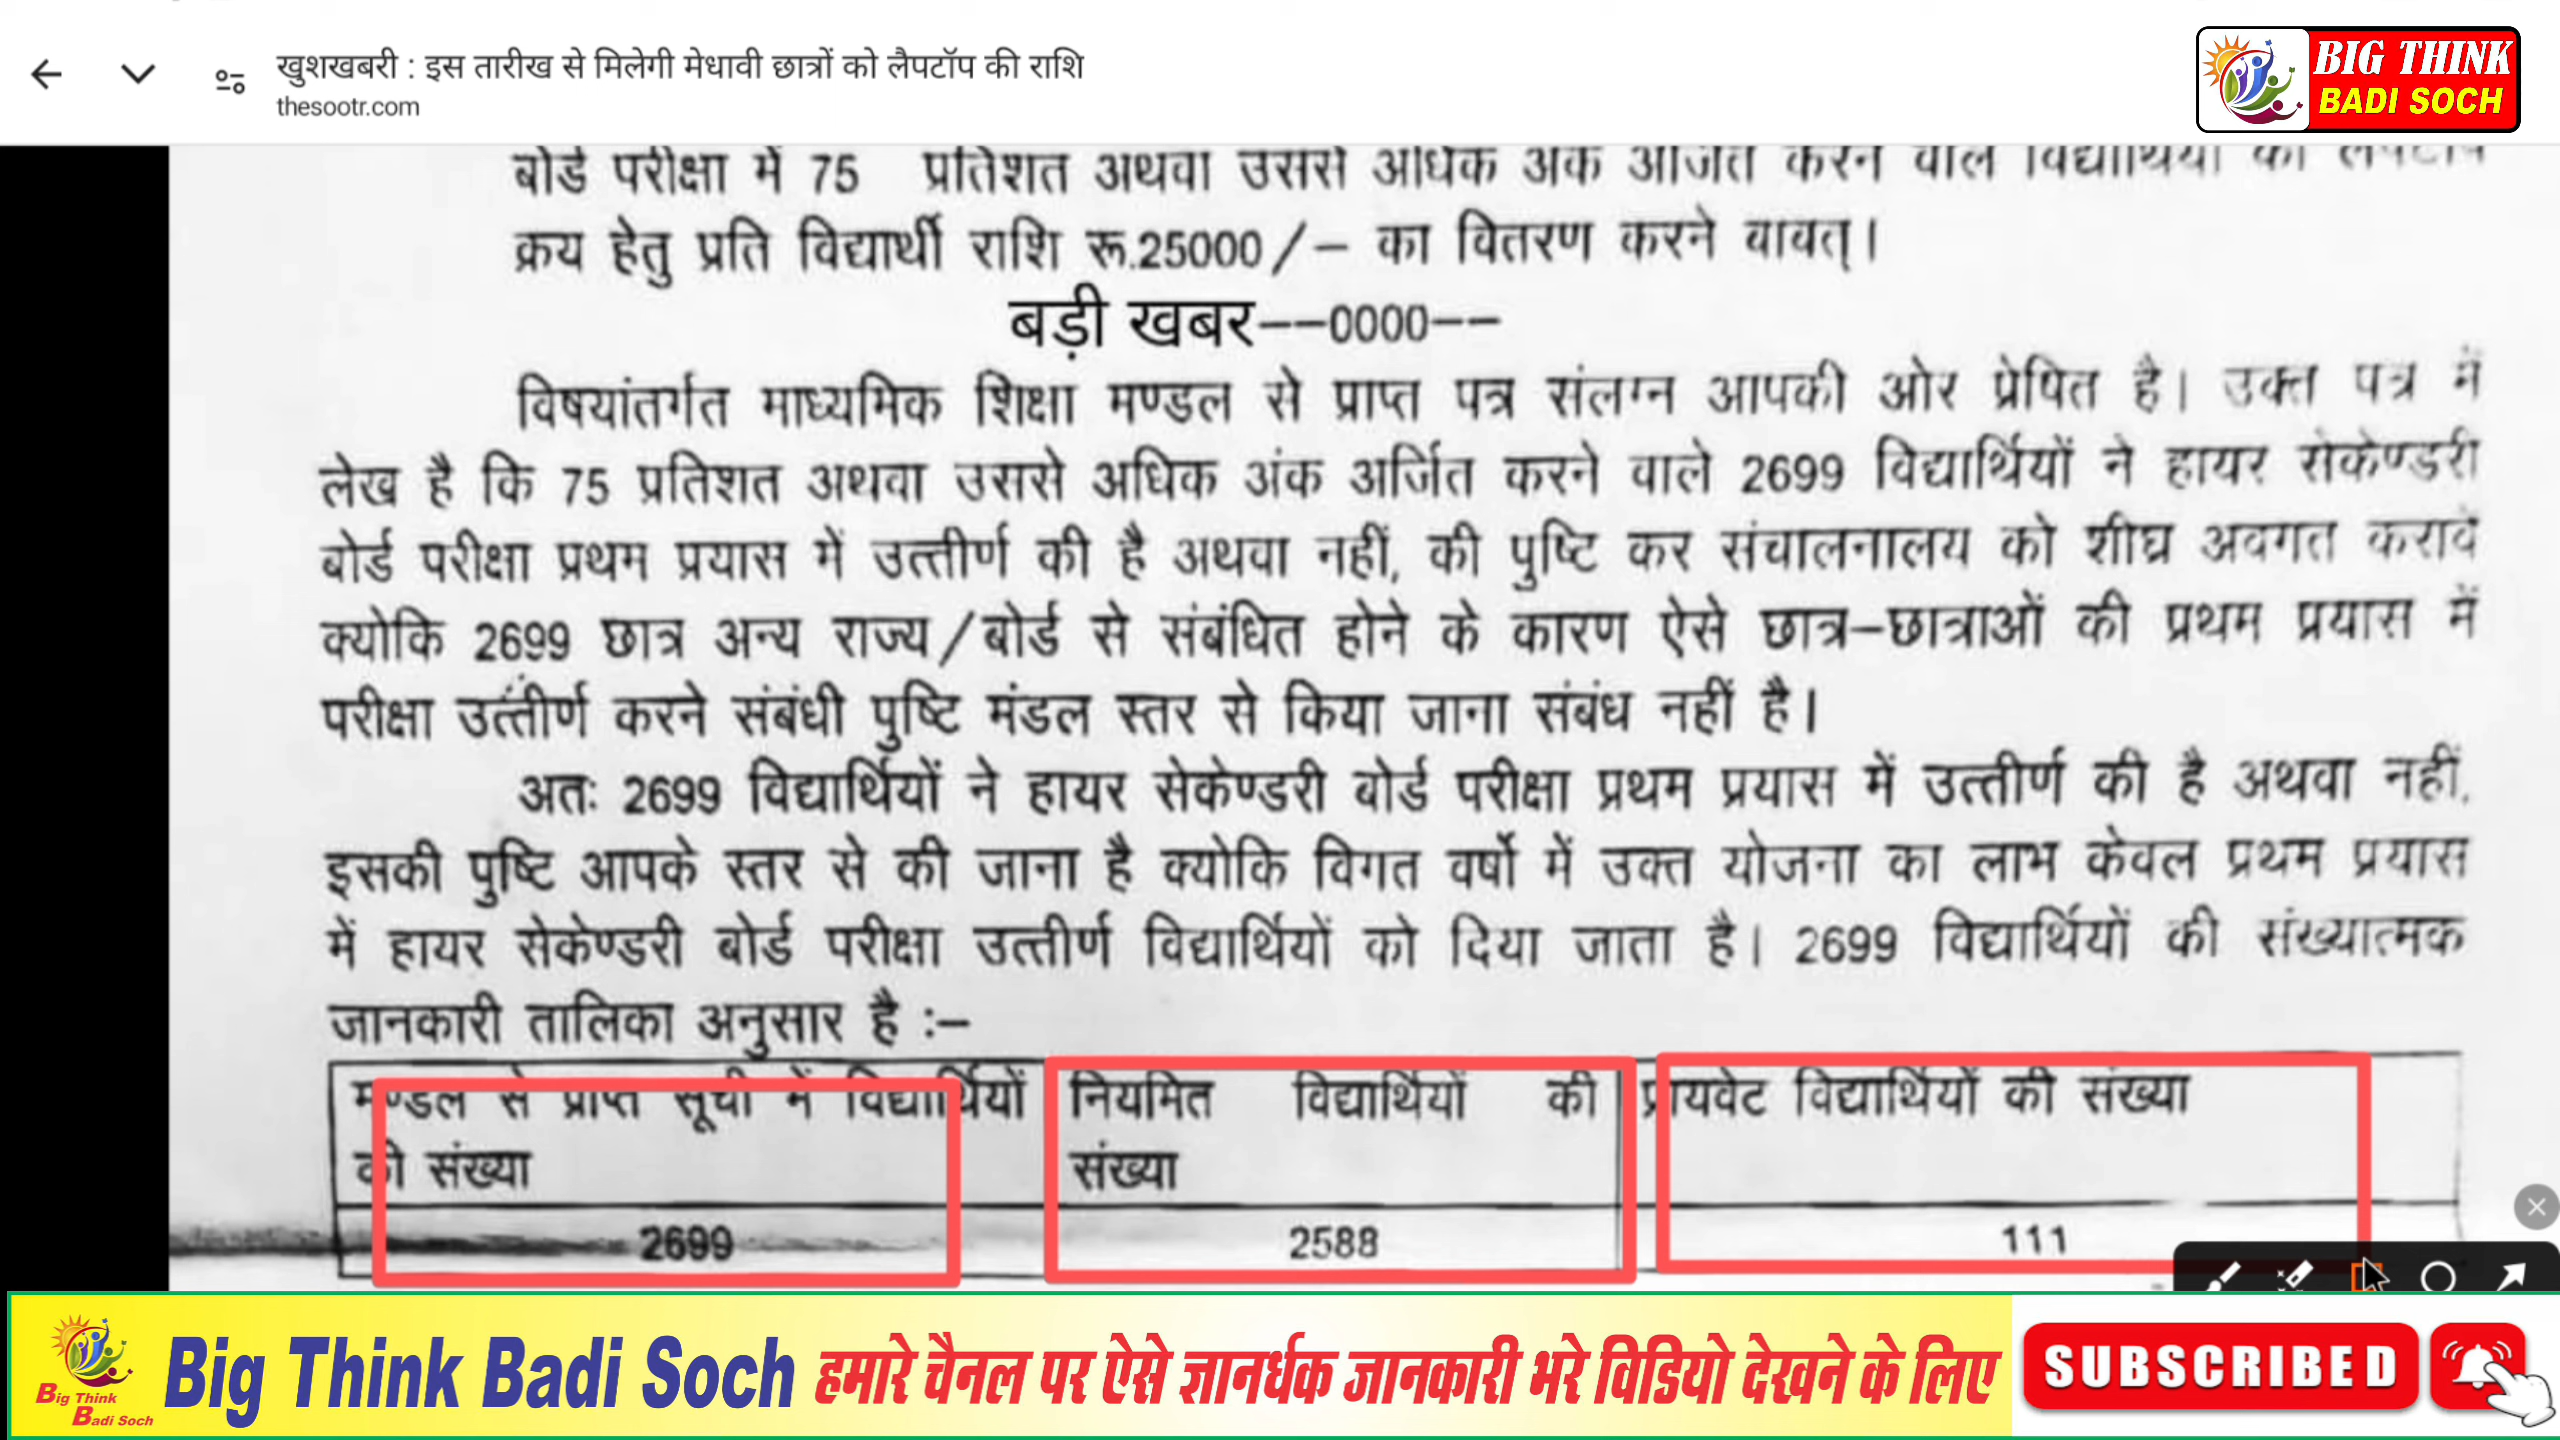 खुशखबरी : इस तारीख से मिलेगी मेधावी छात्रों को लैपटॉप की राशि
thesootr.com
BIG THINK
BADI SOCH
बोर्ड परीक्षा में 75 प्रतिशत अथवा उससे अधिक अंक अर्जित करने वाले विद्यार्थियों को लैपटॉप
क्रय हेतु प्रति विद्यार्थी राशि रू.25000/- का वितरण करने वावत्।
बड़ी खबर--0000--
विषयांतर्गत माध्यमिक शिक्षा मण्डल से प्राप्त पत्र संलग्न आपकी ओर प्रेषित है। उक्त पत्र में
लेख है कि 75 प्रतिशत अथवा उससे अधिक अंक अर्जित करने वाले 2699 विद्यार्थियों ने हायर सेकेण्डरी
बोर्ड परीक्षा प्रथम प्रयास में उत्तीर्ण की है अथवा नहीं, की पुष्टि कर संचालनालय को शीघ्र अवगत करावें
क्योकि 2699 छात्र अन्य राज्य/बोर्ड से संबंधित होने के कारण ऐसे छात्र-छात्राओं की प्रथम प्रयास में
परीक्षा उत्तीर्ण करने संबंधी पुष्टि मंडल स्तर से किया जाना संबंध नहीं है।
अतः 2699 विद्यार्थियों ने हायर सेकेण्डरी बोर्ड परीक्षा प्रथम प्रयास में उत्तीर्ण की है अथवा नहीं,
इसकी पुष्टि आपके स्तर से की जाना है क्योकि विगत वर्षो में उक्त योजना का लाभ केवल प्रथम प्रयास
में हायर सेकेण्डरी बोर्ड परीक्षा उत्तीर्ण विद्यार्थियों को दिया जाता है। 2699 विद्यार्थियों की संख्यात्मक
जानकारी तालिका अनुसार है :-
मण्डल से प्राप्त सूची में विद्यार्थियों की संख्या
नियमित विद्यार्थियों की संख्या
प्रायवेट विद्यार्थियों की संख्या
2699
2588
111
Big Think
Badi Soch
Big Think Badi Soch हमारे चैनल पर ऐसे ज्ञानर्धक जानकारी भरे विडियो देखने के लिए
SUBSCRIBED